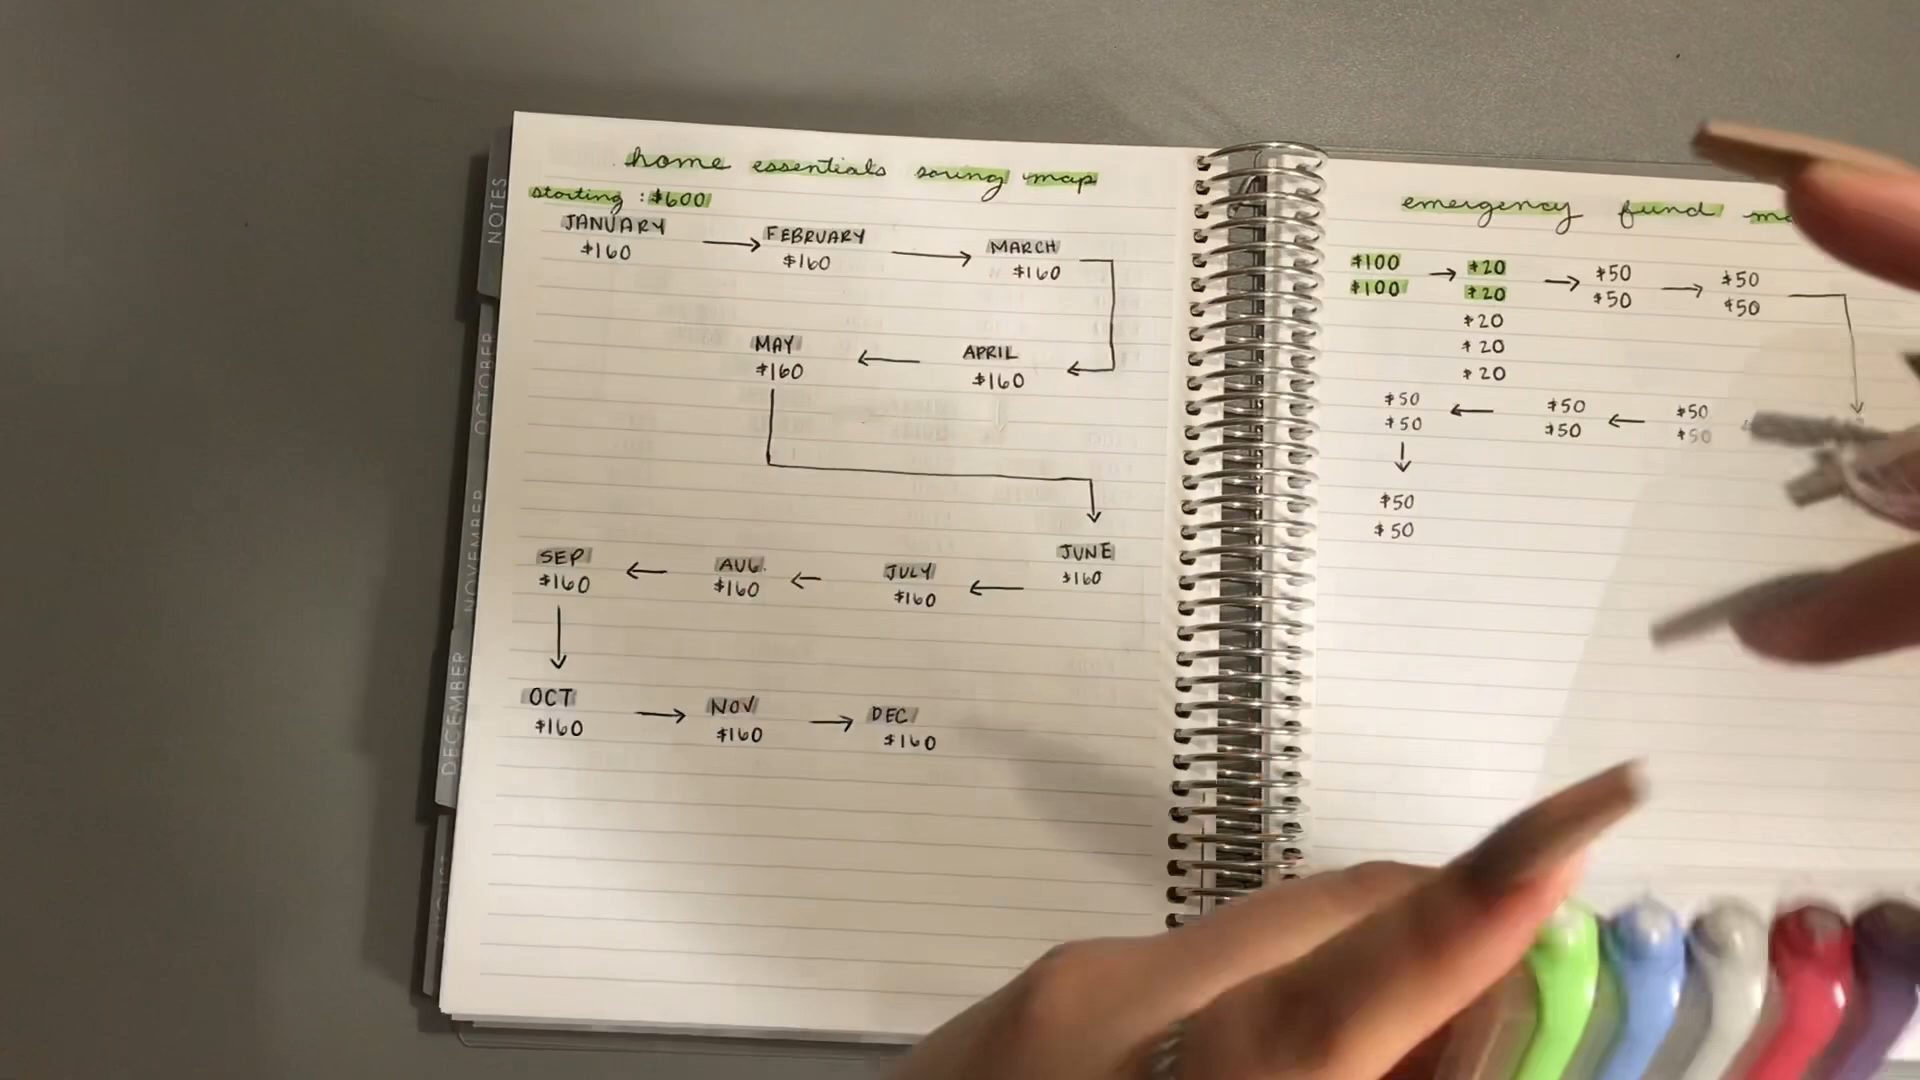 home essentials saving map
starting : $600
JANUARY
$160
FEBRUARY
$160
MARCH
$160
MAY
$160
APRIL
$160
SEP
$160
AUG.
$160
JULY
$160
JUNE
$160
OCT
$160
NOV
$160
DEC
$160
emergency fund
$100
$100
$20
$20
$20
$20
$20
$50
$50
$50
$50
$50
$50
$50
$50
$50
$50
$50
$50
NOTES
OCTOBER
NOVEMBER
DECEMBER